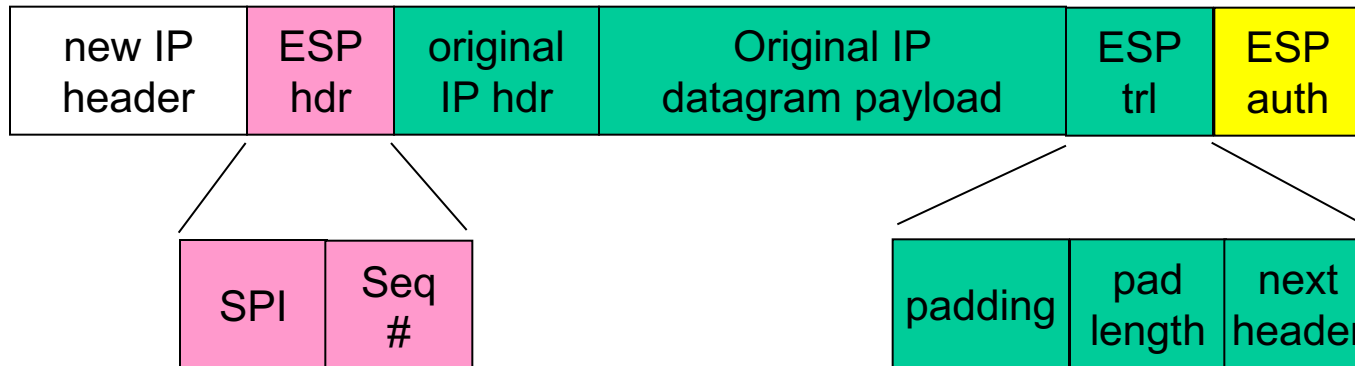 new IP
header
ESP
hdr
original
IP hdr
Original IP
datagram payload
ESP
trl
ESP
auth
SPI
Seq
#
padding
pad
length
next
header